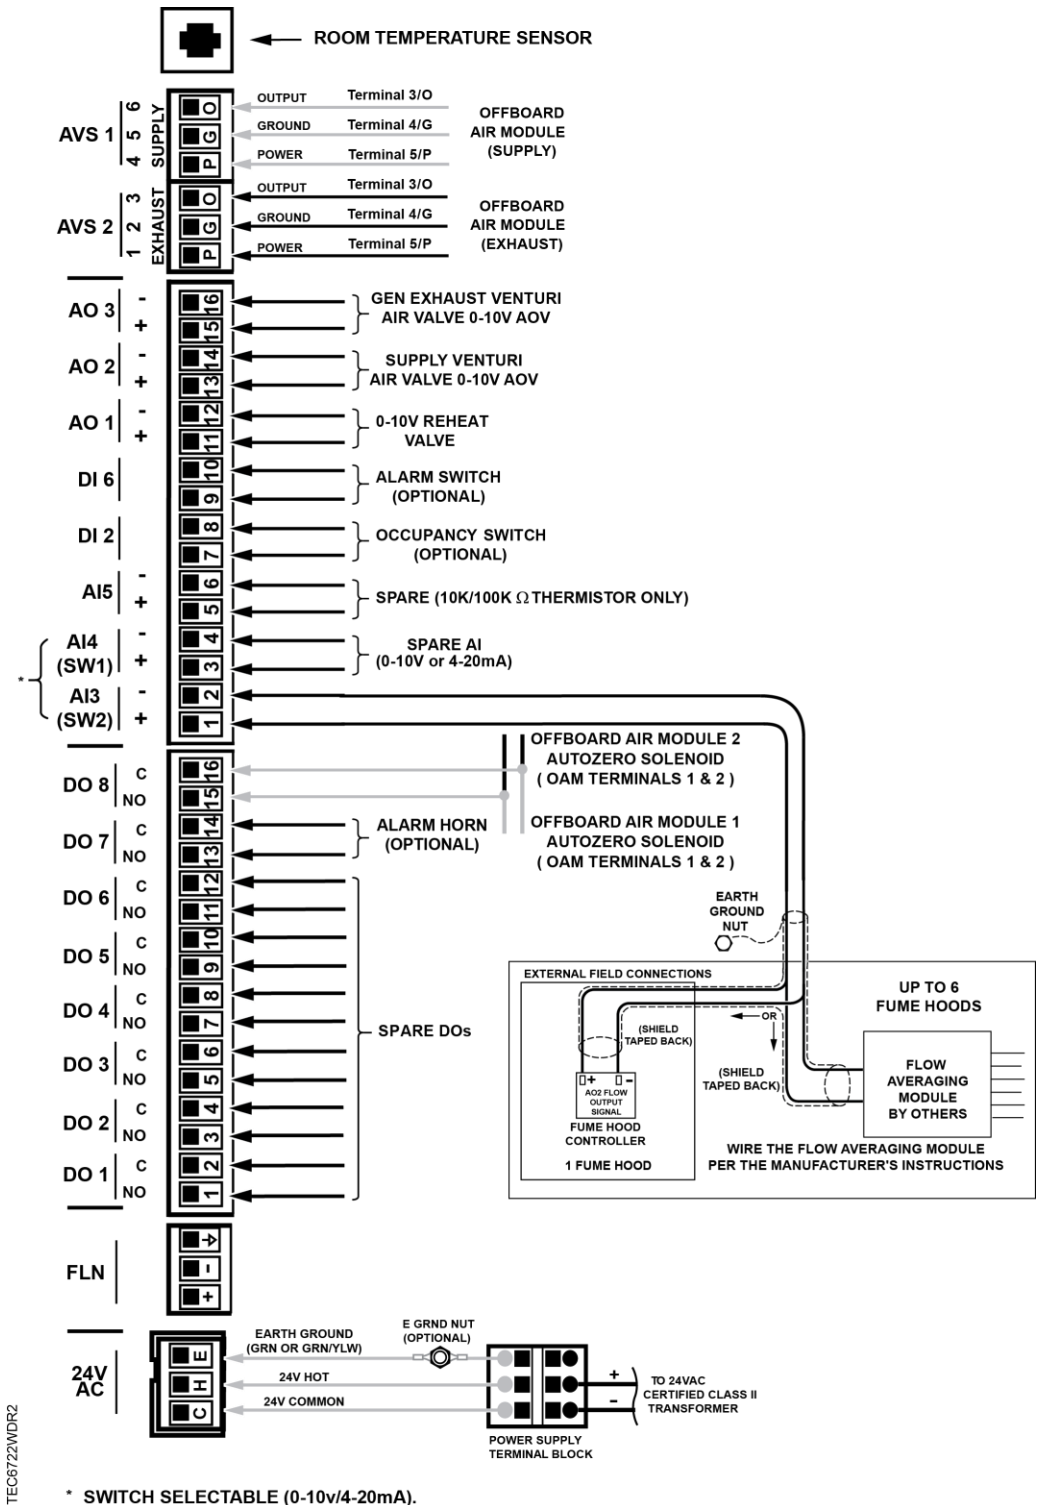 ROOM TEMPERATURE SENSOR
AVS 1
4 5 6
SUPPLY
O
G
P
OUTPUT Terminal 3/O
GROUND Terminal 4/G
POWER Terminal 5/P
OFFBOARD
AIR MODULE
(SUPPLY)
AVS 2
1 2 3
EXHAUST
O
G
P
OUTPUT Terminal 3/O
GROUND Terminal 4/G
POWER Terminal 5/P
OFFBOARD
AIR MODULE
(EXHAUST)
AO 3
- 16
+ 15
GEN EXHAUST VENTURI
AIR VALVE 0-10V AOV
AO 2
- 14
+ 13
SUPPLY VENTURI
AIR VALVE 0-10V AOV
AO 1
- 12
+ 11
0-10V REHEAT
VALVE
DI 6
10
9
ALARM SWITCH
(OPTIONAL)
DI 2
8
7
OCCUPANCY SWITCH
(OPTIONAL)
AI5
- 6
+ 5
SPARE (10K/100K Ω THERMISTOR ONLY)
*
AI4
(SW1)
- 4
+ 3
SPARE AI
(0-10V or 4-20mA)
AI3
(SW2)
- 2
+ 1
OFFBOARD AIR MODULE 2
AUTOZERO SOLENOID
( OAM TERMINALS 1 & 2 )
DO 8
C 16
NO 15
OFFBOARD AIR MODULE 1
AUTOZERO SOLENOID
( OAM TERMINALS 1 & 2 )
DO 7
C 14
NO 13
ALARM HORN
(OPTIONAL)
DO 6
C 12
NO 11
DO 5
C 10
NO 9
DO 4
C 8
NO 7
DO 3
C 6
NO 5
DO 2
C 4
NO 3
DO 1
C 2
NO 1
SPARE DOs
EARTH
GROUND
NUT
EXTERNAL FIELD CONNECTIONS
UP TO 6
FUME HOODS
OR
(SHIELD
TAPED BACK)
(SHIELD
TAPED BACK)
FLOW
AVERAGING
MODULE
BY OTHERS
+ -
AO2 FLOW
OUTPUT
SIGNAL
FUME HOOD
CONTROLLER
1 FUME HOOD
WIRE THE FLOW AVERAGING MODULE
PER THE MANUFACTURER'S INSTRUCTIONS
FLN
-
+
24V
AC
E
H
C
EARTH GROUND
(GRN OR GRN/YLW)
24V HOT
24V COMMON
E GRND NUT
(OPTIONAL)
+
-
TO 24VAC
CERTIFIED CLASS II
TRANSFORMER
POWER SUPPLY
TERMINAL BLOCK
TEC6722WDR2
* SWITCH SELECTABLE (0-10v/4-20mA).